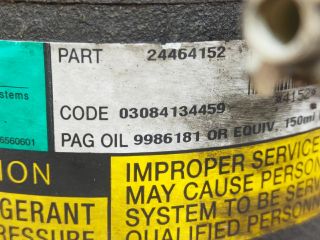 PART 24464152
stems
CODE 03084134459
6560601
PAG OIL 9986181 OR EQUIV. 150ml
ION
IMPROPER SERVICE
MAY CAUSE PERSON
GERANT
SYSTEM TO BE SERV
RESSURE
QUALIFIED PERSONN